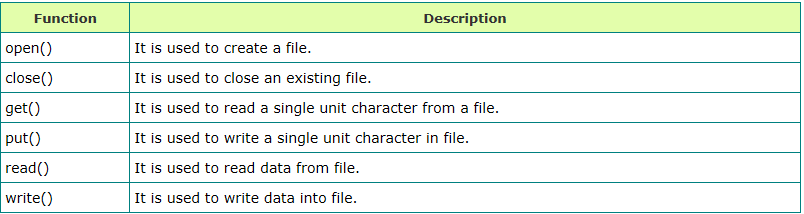 Function Description
open() It is used to create a file.
close() It is used to close an existing file.
get() It is used to read a single unit character from a file.
put() It is used to write a single unit character in file.
read() It is used to read data from file.
write() It is used to write data into file.